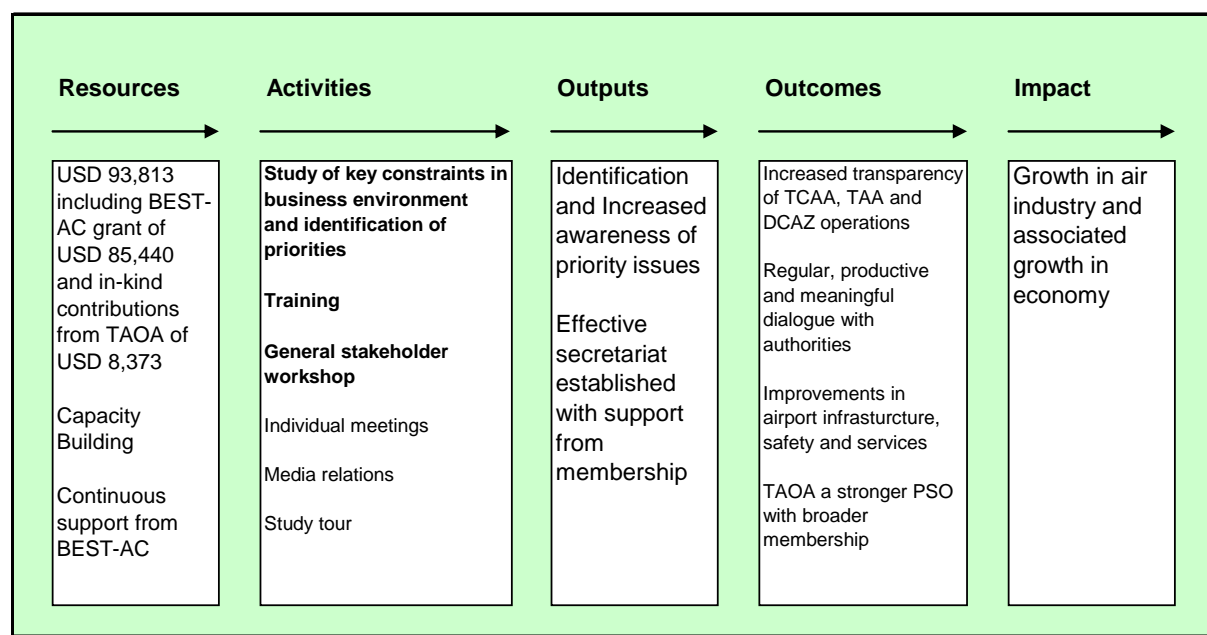 Resources
Activities
Outputs
Outcomes
Impact
USD 93,813
including BEST-
AC grant of
USD 85,440
and in-kind
contributions
from TAOA of
USD 8,373
Capacity
Building
Continuous
support from
BEST-AC
Study of key constraints in
business environment
and identification of
priorities
Training
General stakeholder
workshop
Individual meetings
Media relations
Study tour
Identification
and Increased
awareness of
priority issues
Effective
secretariat
established
with support
from
membership
Increased transparency
of TCAA, TAA and
DCAZ operations
Regular, productive
and meaningful
dialogue with
authorities
Improvements in
airport infrasturcture,
safety and services
TAOA a stronger PSO
with broader
membership
Growth in air
industry and
associated
growth in
economy